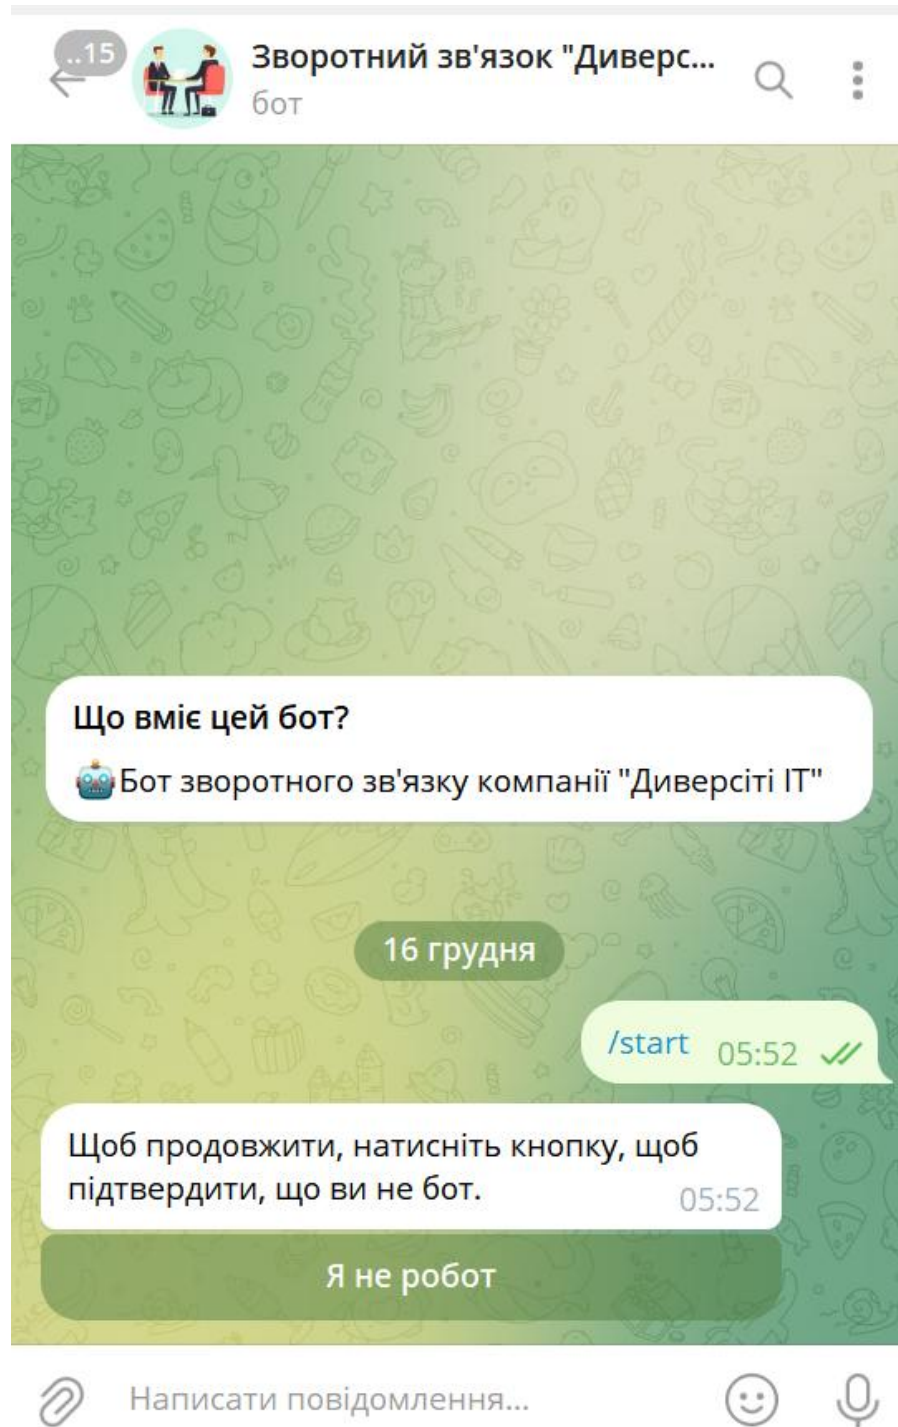 ..15
Зворотний зв'язок "Диверс...
бот
Що вміє цей бот?
🤖Бот зворотного зв'язку компанії "Диверсіті ІТ"
16 грудня
/start 05:52
Щоб продовжити, натисніть кнопку, щоб
підтвердити, що ви не бот. 05:52
Я не робот
Написати повідомлення...